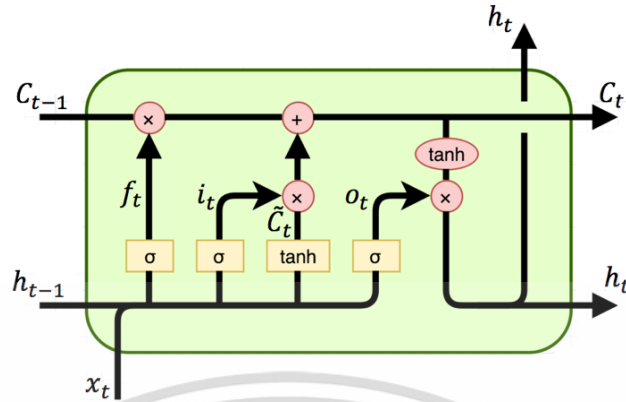 h_t
C_{t-1} × + C_t
tanh
f_t i_t × o_t ×
C̃_t
σ σ tanh σ
h_{t-1} h_t
x_t